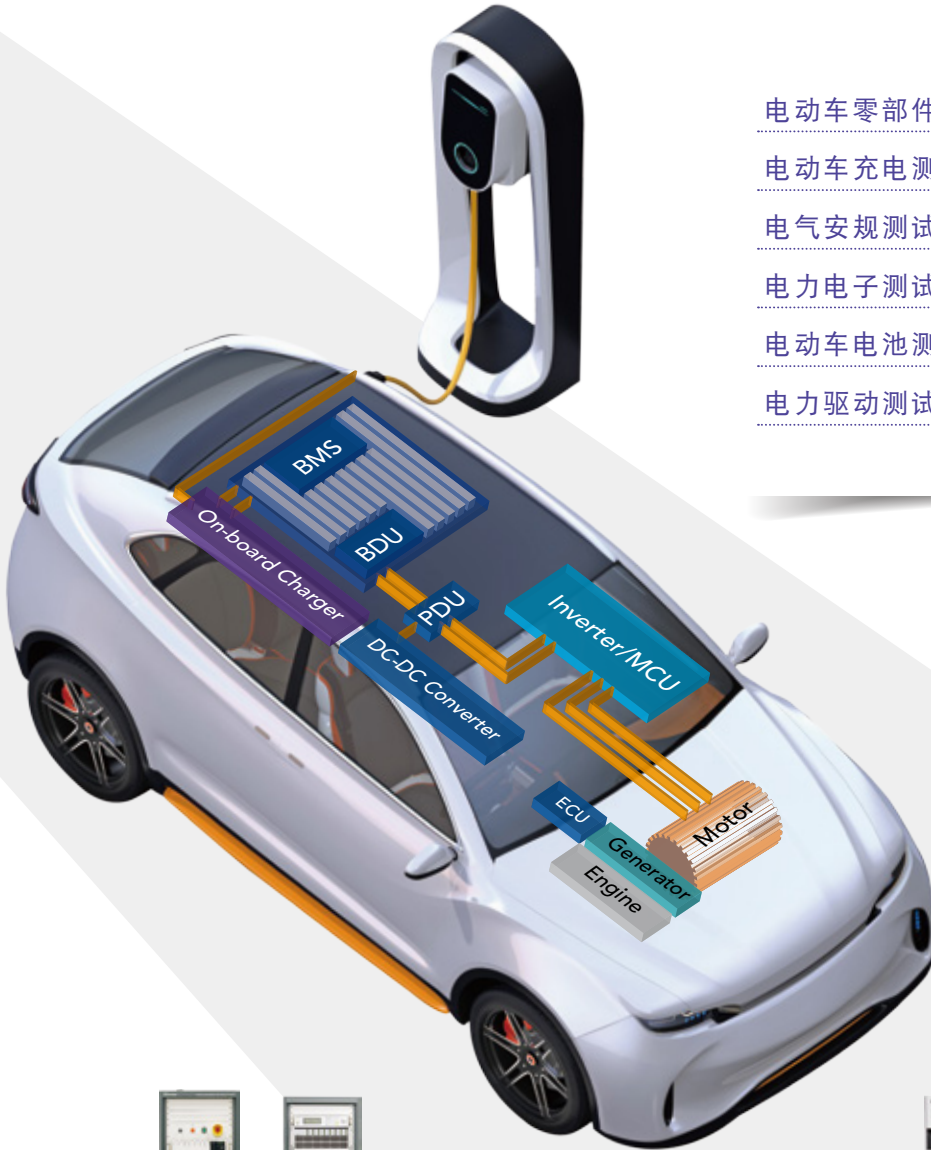 电动车零部件
电动车充电测
电气安规测试
电力电子测试
电动车电池测
电力驱动测试
BMS
BDU
On-board Charger
PDU
Inverter/MCU
DC-DC Converter
ECU
Motor
Generator
Engine